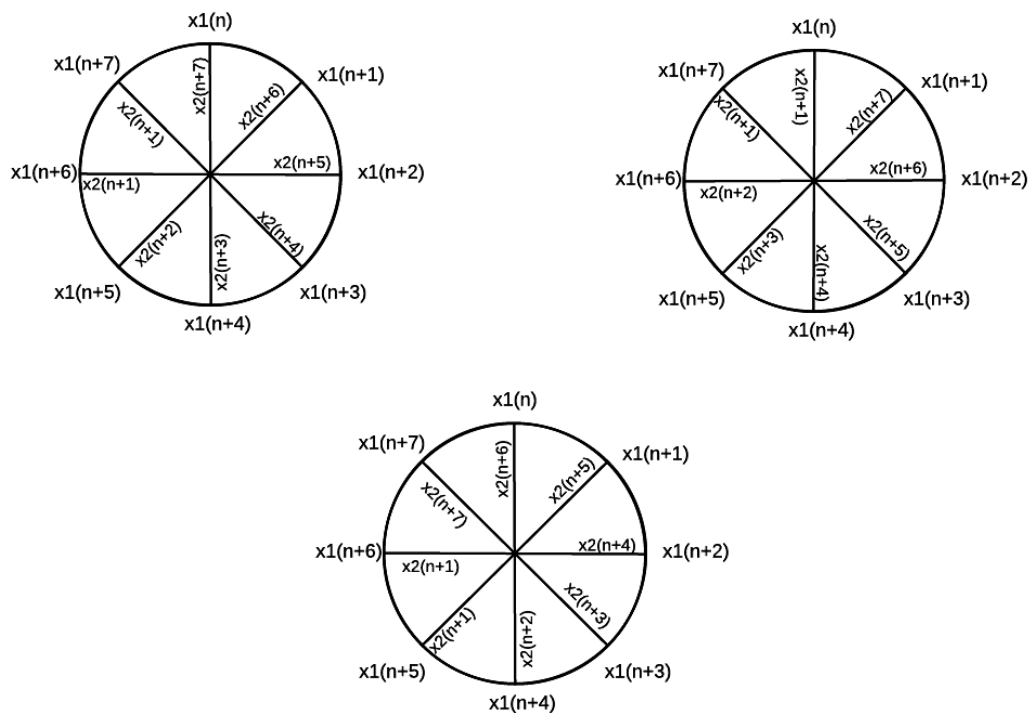 x1(n)
x1(n+1)
x1(n+2)
x1(n+3)
x1(n+4)
x1(n+5)
x1(n+6)
x1(n+7)
x2(n+7)
x2(n+6)
x2(n+5)
x2(n+4)
x2(n+3)
x2(n+2)
x2(n+1)
x2(n+1)
x1(n)
x1(n+1)
x1(n+2)
x1(n+3)
x1(n+4)
x1(n+5)
x1(n+6)
x1(n+7)
x2(n+1)
x2(n+7)
x2(n+6)
x2(n+5)
x2(n+4)
x2(n+3)
x2(n+2)
x2(n+1)
x1(n)
x1(n+1)
x1(n+2)
x1(n+3)
x1(n+4)
x1(n+5)
x1(n+6)
x1(n+7)
x2(n+6)
x2(n+5)
x2(n+4)
x2(n+3)
x2(n+2)
x2(n+1)
x2(n+1)
x2(n+7)